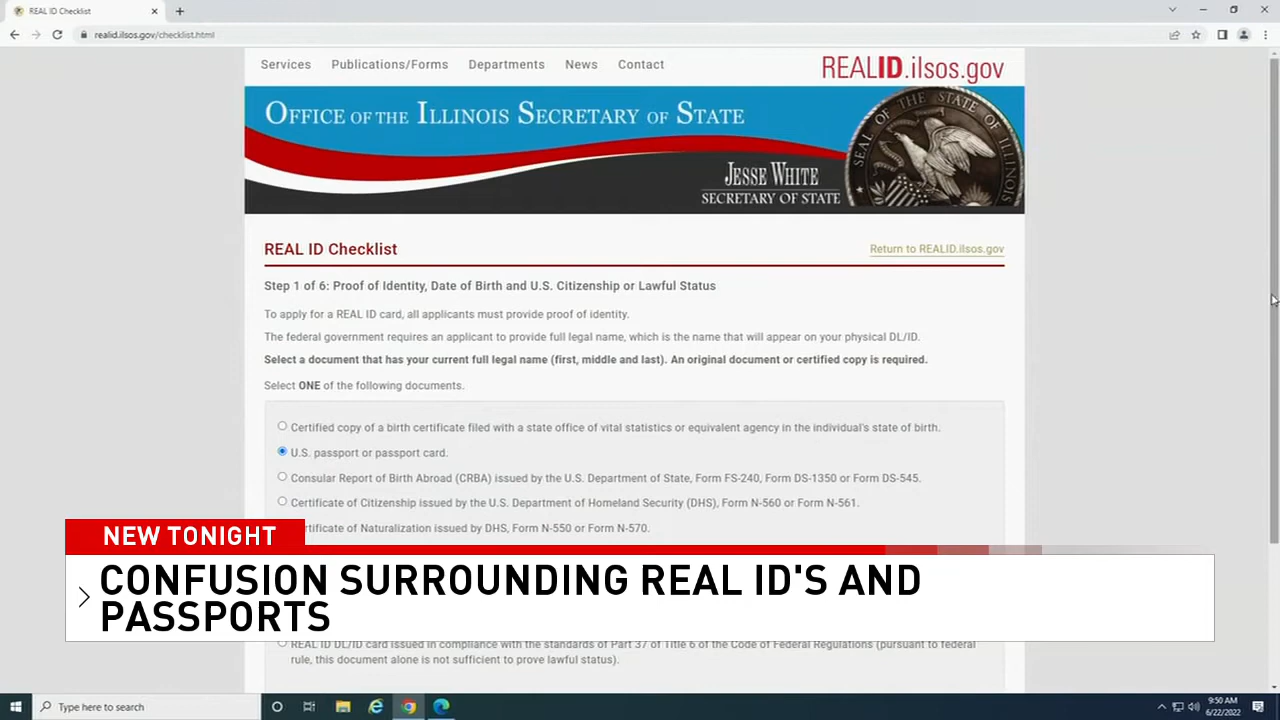 REAL ID Checklist
realid.ilsos.gov/checklist.html
Services Publications/Forms Departments News Contact
REALID.ilsos.gov
OFFICE OF THE ILLINOIS SECRETARY OF STATE
SEAL OF THE STATE OF ILLINOIS
JESSE WHITE
SECRETARY OF STATE
REAL ID Checklist
Return to REALID.ilsos.gov
Step 1 of 6: Proof of Identity, Date of Birth and U.S. Citizenship or Lawful Status
To apply for a REAL ID card, all applicants must provide proof of identity.
The federal government requires an applicant to provide full legal name, which is the name that will appear on your physical DL/ID.
Select a document that has your current full legal name (first, middle and last). An original document or certified copy is required.
Select ONE of the following documents.
Certified copy of a birth certificate filed with a state office of vital statistics or equivalent agency in the individual's state of birth.
U.S. passport or passport card.
Consular Report of Birth Abroad (CRBA) issued by the U.S. Department of State, Form FS-240, Form DS-1350 or Form DS-545.
Certificate of Citizenship issued by the U.S. Department of Homeland Security (DHS), Form N-560 or Form N-561.
tificate of Naturalization issued by DHS, Form N-550 or Form N-570.
NEW TONIGHT
CONFUSION SURROUNDING REAL ID'S AND
PASSPORTS
REAL ID DL/ID card issued in compliance with the standards of Part 37 of Title 6 of the Code of Federal Regulations (pursuant to federal
rule, this document alone is not sufficient to prove lawful status).
Type here to search
9:50 AM
6/22/2022